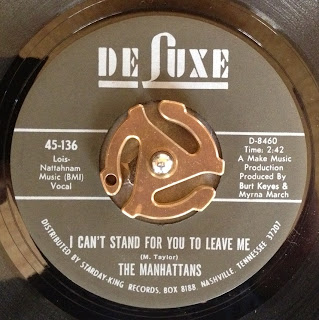 DELUXE
45-136
Lois-
Nattahnam
Music (BMI)
Vocal
D-8460
Time: 2:42
A Make Music
Production
Produced By
Burt Keyes &
Myrna March
I CAN'T STAND FOR YOU TO LEAVE ME
(M. Taylor)
THE MANHATTANS
DISTRIBUTED BY STARDAY-KING RECORDS, BOX 8188, NASHVILLE, TENNESSEE 37207